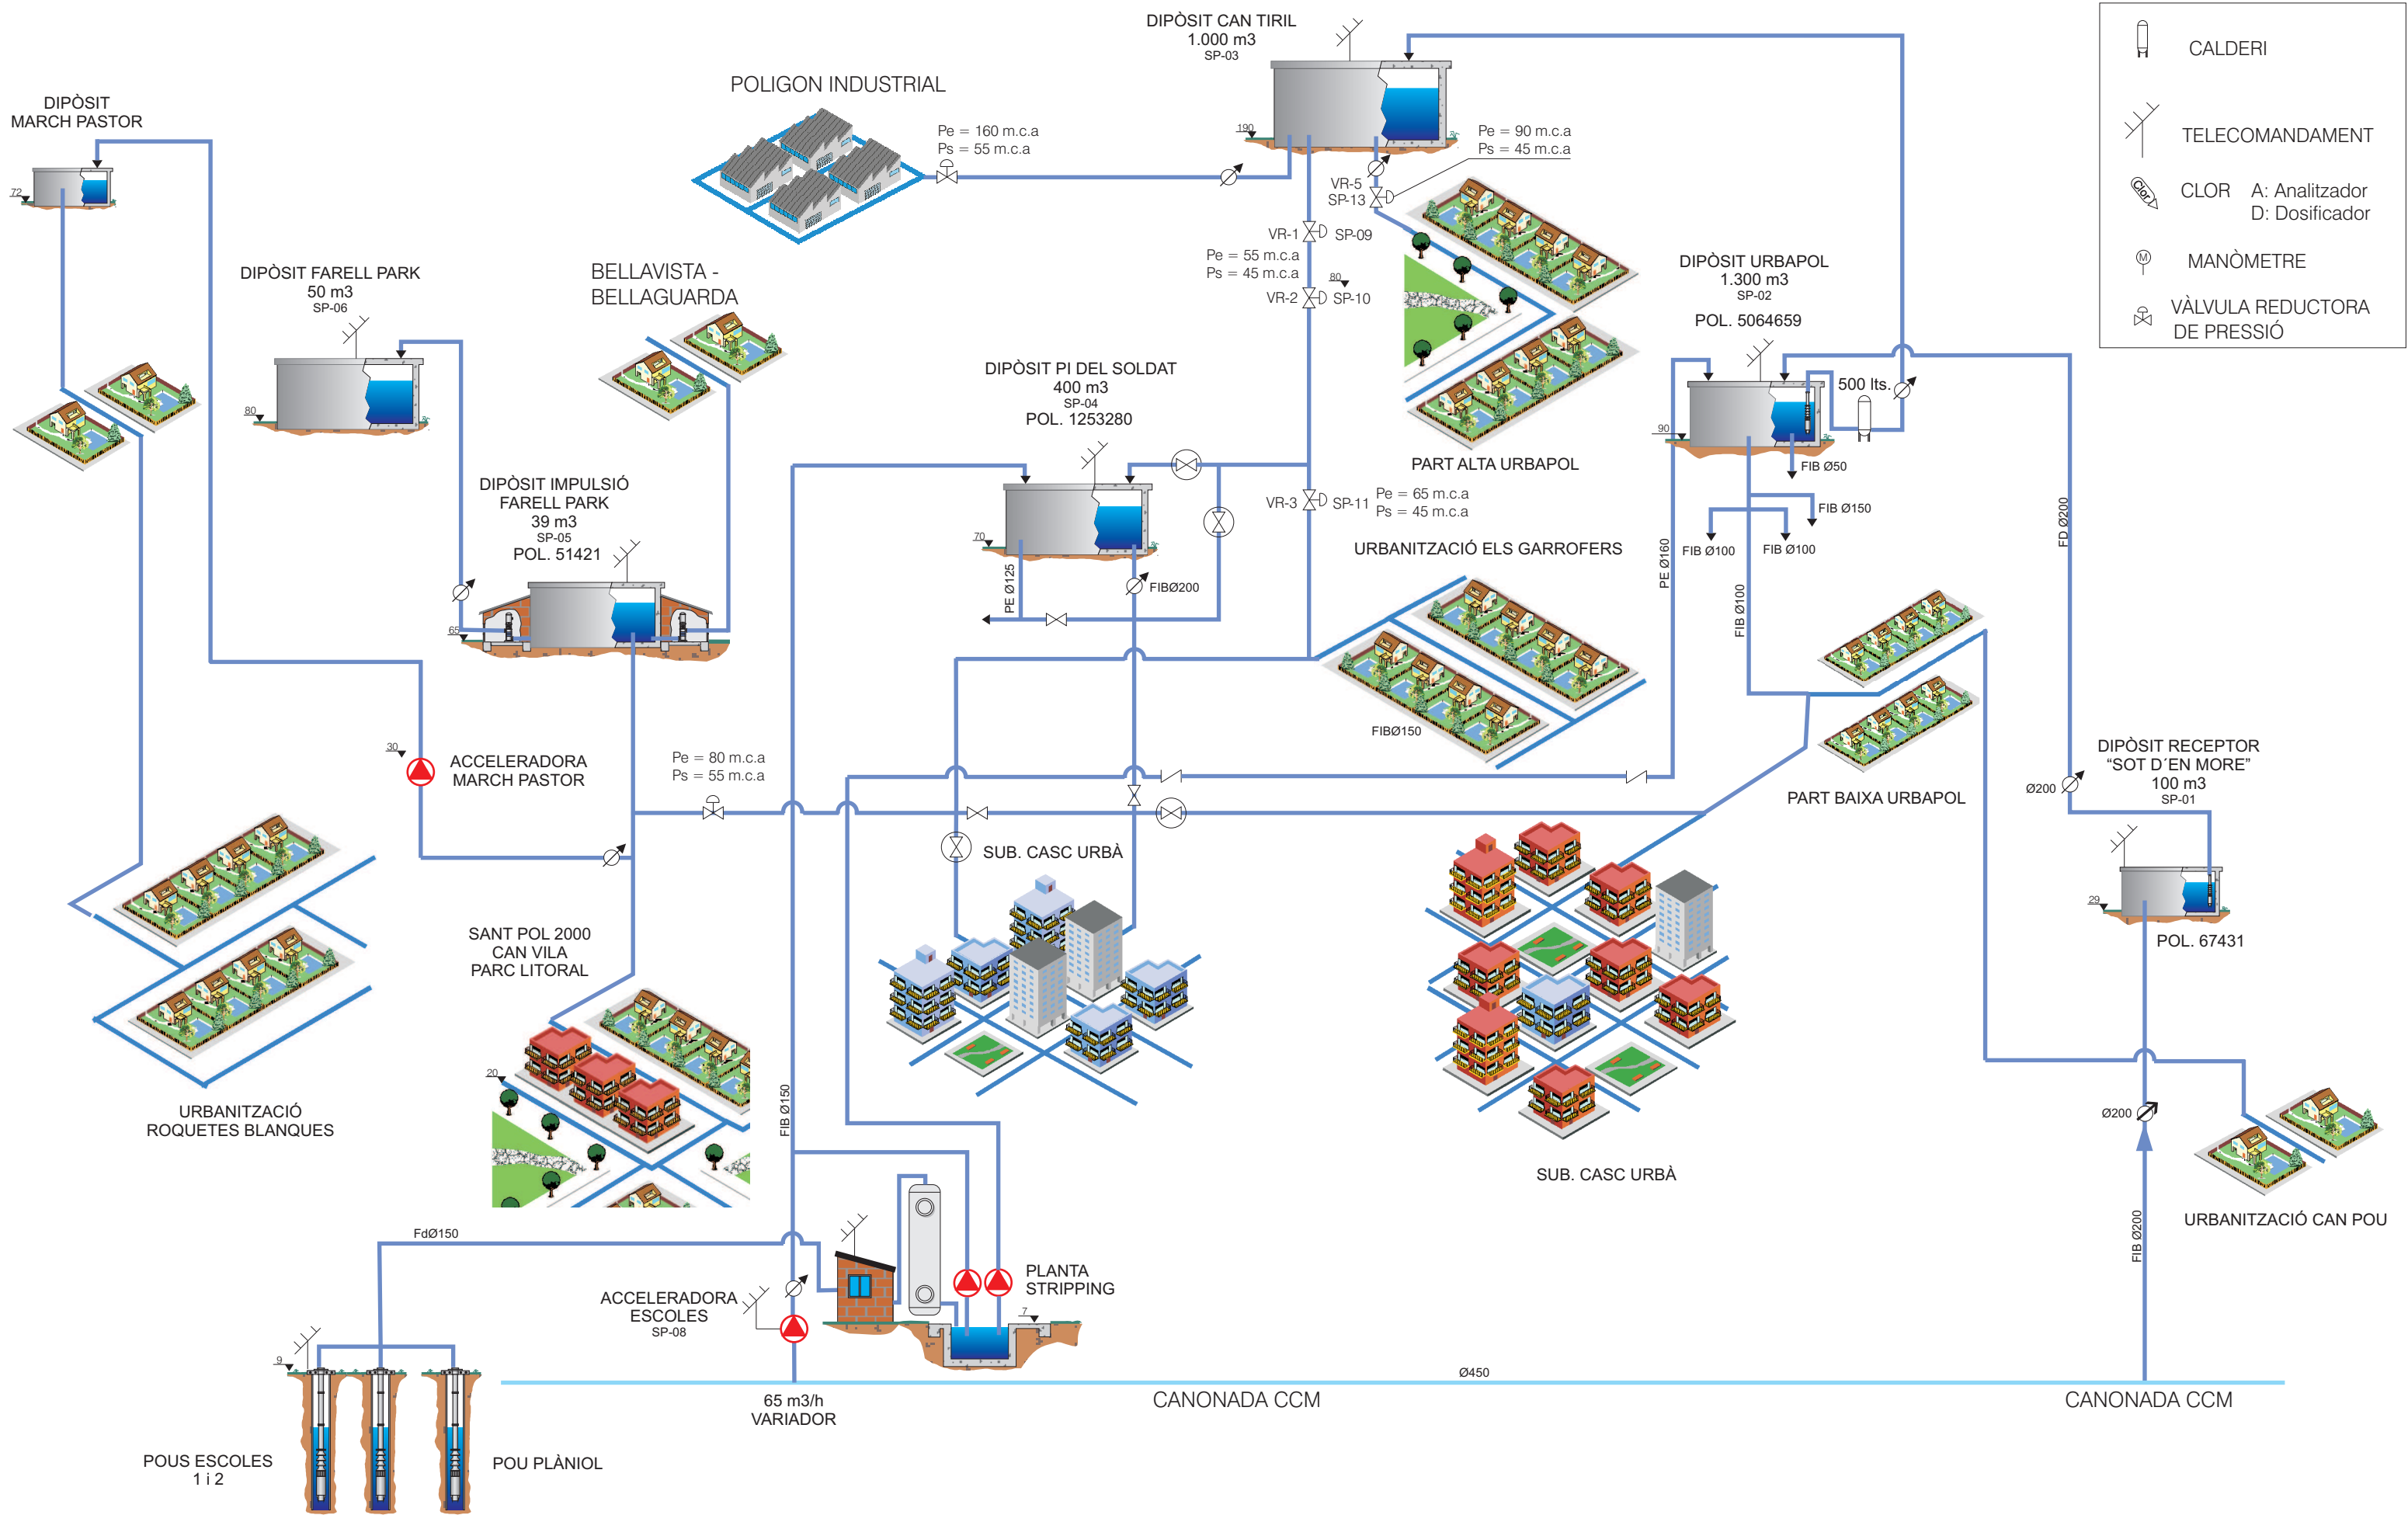 DIPÒSIT
MARCH PASTOR
72
DIPÒSIT FARELL PARK
50 m3
SP-06
80
BELLAVISTA -
BELLAGUARDA
DIPÒSIT IMPULSIÓ
FARELL PARK
39 m3
SP-05
POL. 51421
65
POLIGON INDUSTRIAL
Pe = 160 m.c.a
Ps = 55 m.c.a
DIPÒSIT CAN TIRIL
1.000 m3
SP-03
190
Pe = 90 m.c.a
Ps = 45 m.c.a
VR-5
SP-13
VR-1
SP-09
Pe = 55 m.c.a
Ps = 45 m.c.a
80
VR-2
SP-10
PART ALTA URBAPOL
DIPÒSIT PI DEL SOLDAT
400 m3
SP-04
POL. 1253280
70
PE Ø125
FIBØ200
VR-3
SP-11
Pe = 65 m.c.a
Ps = 45 m.c.a
URBANITZACIÓ ELS GARROFERS
FIBØ150
DIPÒSIT URBAPOL
1.300 m3
SP-02
POL. 5064659
90
500 lts.
FIB Ø50
FIB Ø150
FIB Ø100
FIB Ø100
PE Ø160
FIB Ø100
FD Ø200
CALDERI
TELECOMANDAMENT
Clor
CLOR A: Analitzador
D: Dosificador
M
MANÒMETRE
VÀLVULA REDUCTORA
DE PRESSIÓ
30
ACCELERADORA
MARCH PASTOR
Pe = 80 m.c.a
Ps = 55 m.c.a
SUB. CASC URBÀ
PART BAIXA URBAPOL
DIPÒSIT RECEPTOR
“SOT D´EN MORE”
100 m3
SP-01
Ø200
29
POL. 67431
SANT POL 2000
CAN VILA
PARC LITORAL
20
URBANITZACIÓ
ROQUETES BLANQUES
FIB Ø150
SUB. CASC URBÀ
Ø200
URBANITZACIÓ CAN POU
FIB Ø200
FdØ150
ACCELERADORA
ESCOLES
SP-08
PLANTA
STRIPPING
7
9
Ø450
65 m3/h
VARIADOR
CANONADA CCM
CANONADA CCM
POUS ESCOLES
1 i 2
POU PLÀNIOL